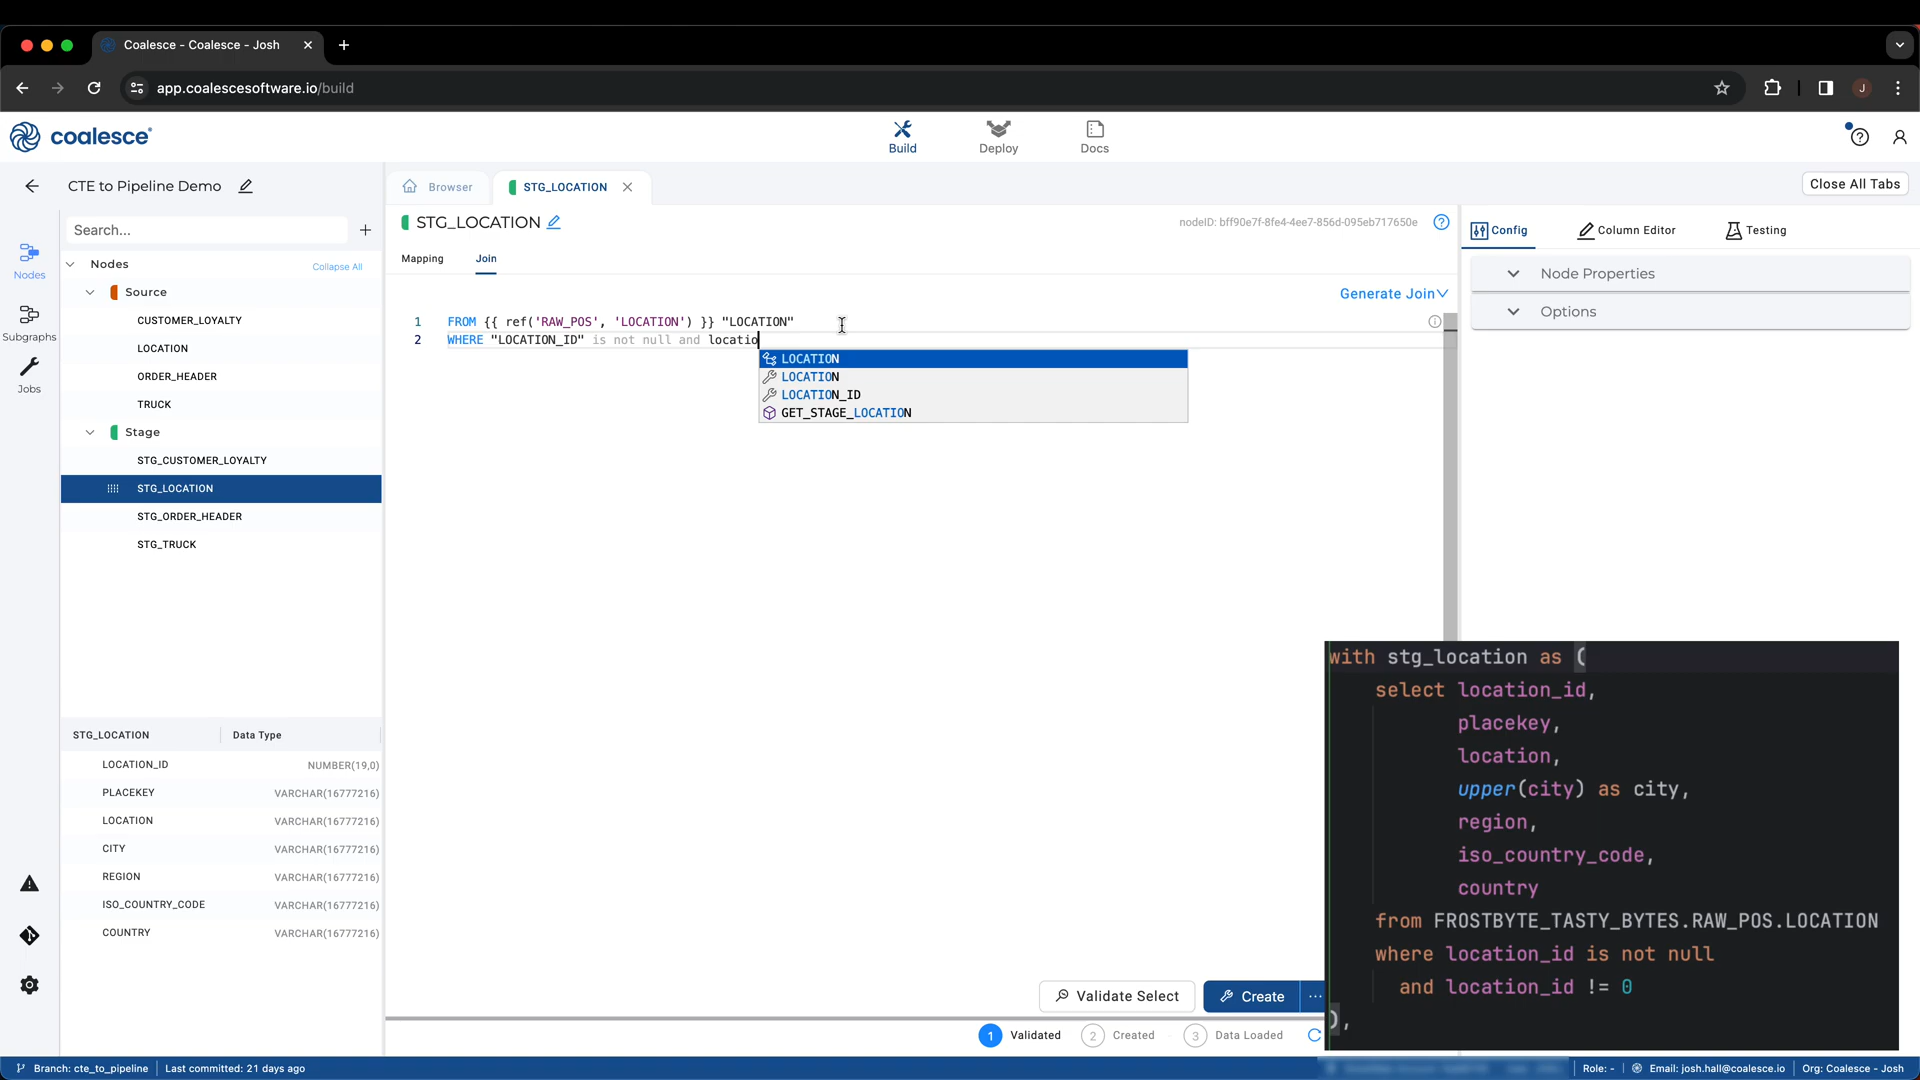 Coalesce - Coalesce - Josh
app.coalescesoftware.io/build
J
coalesce
Build
Deploy
Docs
CTE to Pipeline Demo
Browser
STG_LOCATION
Close All Tabs
Search...
STG_LOCATION
nodeID: bff90e7f-8fe4-4ee7-856d-095eb717650e
Config
Column Editor
Testing
Nodes
Subgraphs
Jobs
Nodes
Collapse All
Source
CUSTOMER_LOYALTY
LOCATION
ORDER_HEADER
TRUCK
Stage
STG_CUSTOMER_LOYALTY
STG_LOCATION
STG_ORDER_HEADER
STG_TRUCK
Mapping
Join
Generate Join
1 FROM {{ ref('RAW_POS', 'LOCATION') }} "LOCATION"
2 WHERE "LOCATION_ID" is not null and locatio
LOCATION
LOCATION
LOCATION_ID
GET_STAGE_LOCATION
Node Properties
Options
STG_LOCATION Data Type
LOCATION_ID NUMBER(19,0)
PLACEKEY VARCHAR(16777216)
LOCATION VARCHAR(16777216)
CITY VARCHAR(16777216)
REGION VARCHAR(16777216)
ISO_COUNTRY_CODE VARCHAR(16777216)
COUNTRY VARCHAR(16777216)
with stg_location as (
select location_id,
placekey,
location,
upper(city) as city,
region,
iso_country_code,
country
from FROSTBYTE_TASTY_BYTES.RAW_POS.LOCATION
where location_id is not null
and location_id != 0
),
Validate Select
Create
...
1 Validated
2 Created
3 Data Loaded
Branch: cte_to_pipeline
Last committed: 21 days ago
Role: -
Email: josh.hall@coalesce.io
Org: Coalesce - Josh